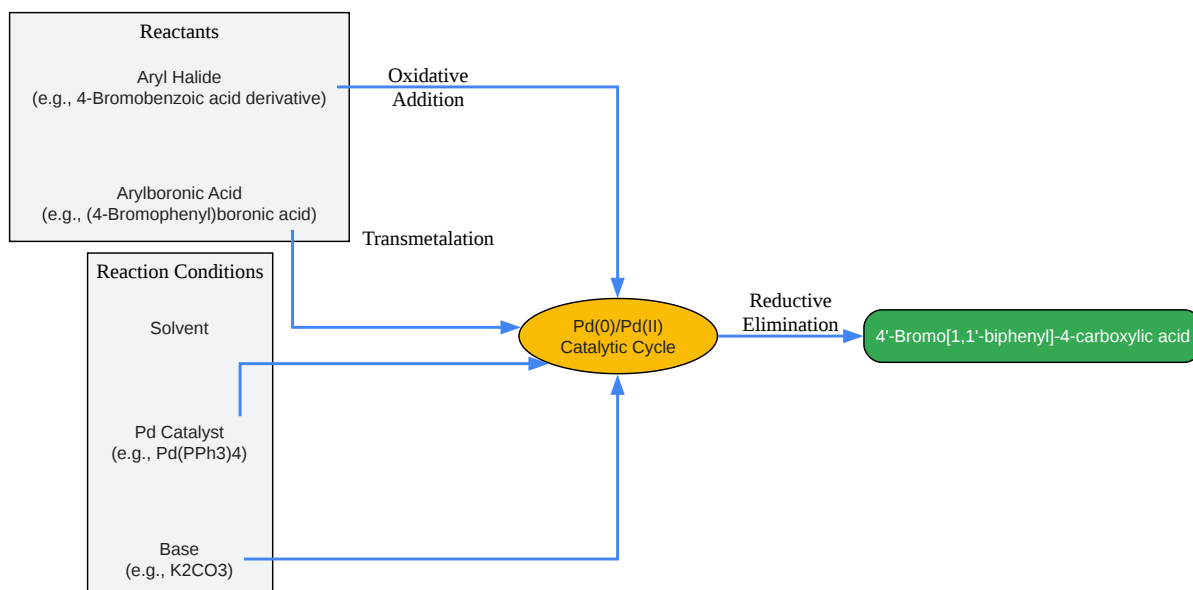 Reactants
Aryl Halide
(e.g., 4-Bromobenzoic acid derivative)
Oxidative
Addition
Arylboronic Acid
(e.g., (4-Bromophenyl)boronic acid)
Transmetalation
Reaction Conditions
Solvent
Pd Catalyst
(e.g., Pd(PPh3)4)
Base
(e.g., K2CO3)
Pd(0)/Pd(II)
Catalytic Cycle
Reductive
Elimination
4'-Bromo[1,1'-biphenyl]-4-carboxylic acid